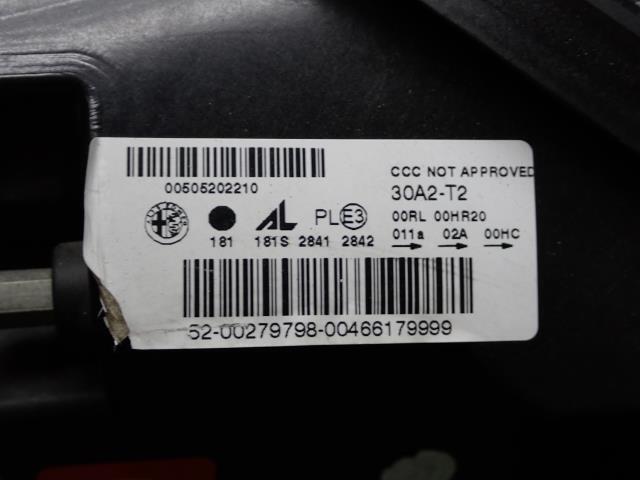 CCC NOT APPROVED
00505202210
30A2-T2
AL PL E3
00RL 00HR20
181 181S 2841 2842
011a 02A 00HC
52-00279798-00466179999